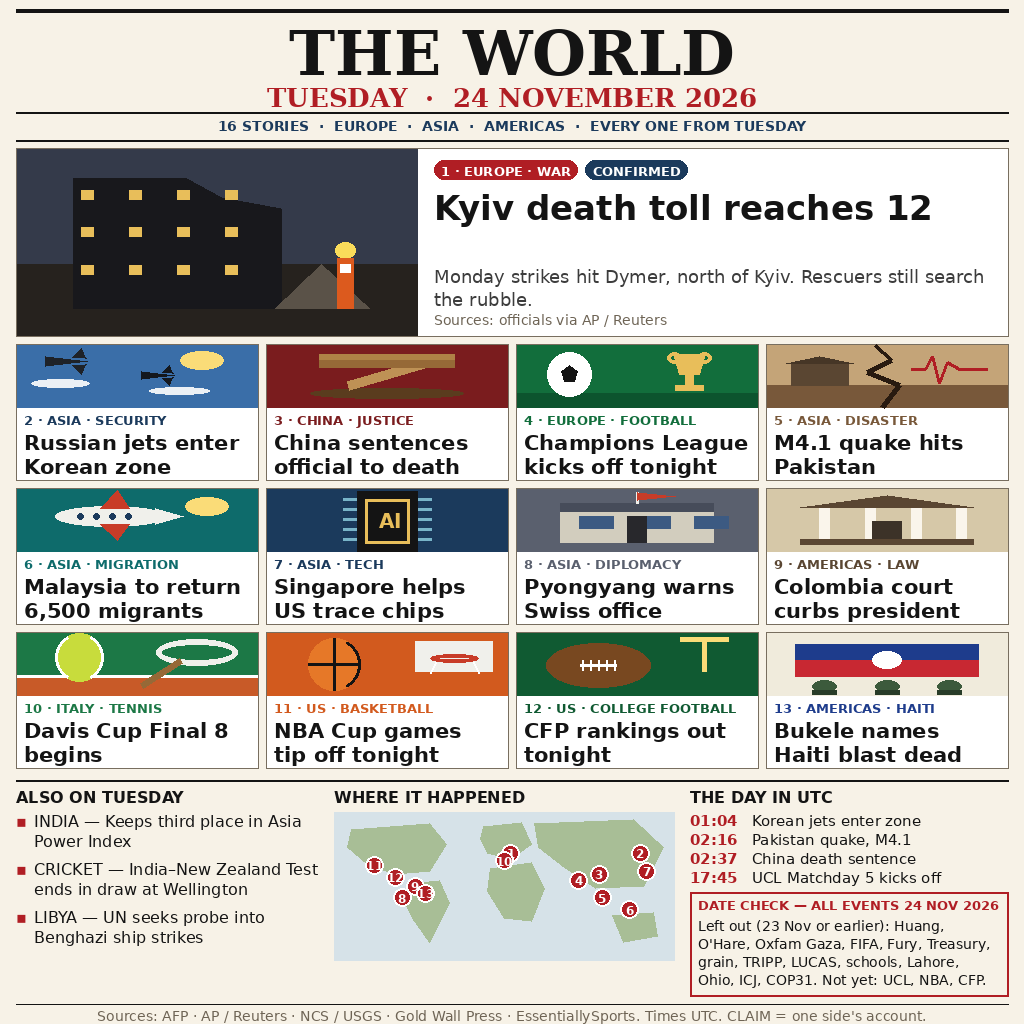 THE WORLD
TUESDAY · 24 NOVEMBER 2026
16 STORIES · EUROPE · ASIA · AMERICAS · EVERY ONE FROM TUESDAY
1 · EUROPE · WAR
CONFIRMED
Kyiv death toll reaches 12
Monday strikes hit Dymer, north of Kyiv. Rescuers still search
the rubble.
Sources: officials via AP / Reuters
2 · ASIA · SECURITY
Russian jets enter
Korean zone
3 · CHINA · JUSTICE
China sentences
official to death
4 · EUROPE · FOOTBALL
Champions League
kicks off tonight
5 · ASIA · DISASTER
M4.1 quake hits
Pakistan
6 · ASIA · MIGRATION
Malaysia to return
6,500 migrants
AI
7 · ASIA · TECH
Singapore helps
US trace chips
8 · ASIA · DIPLOMACY
Pyongyang warns
Swiss office
9 · AMERICAS · LAW
Colombia court
curbs president
10 · ITALY · TENNIS
Davis Cup Final 8
begins
11 · US · BASKETBALL
NBA Cup games
tip off tonight
12 · US · COLLEGE FOOTBALL
CFP rankings out
tonight
13 · AMERICAS · HAITI
Bukele names
Haiti blast dead
ALSO ON TUESDAY
■ INDIA — Keeps third place in Asia
Power Index
■ CRICKET — India–New Zealand Test
ends in draw at Wellington
■ LIBYA — UN seeks probe into
Benghazi ship strikes
WHERE IT HAPPENED
1
10
2
11
12
9
13
8
4
3
7
5
6
THE DAY IN UTC
01:04 Korean jets enter zone
02:16 Pakistan quake, M4.1
02:37 China death sentence
17:45 UCL Matchday 5 kicks off
DATE CHECK — ALL EVENTS 24 NOV 2026
Left out (23 Nov or earlier): Huang,
O'Hare, Oxfam Gaza, FIFA, Fury, Treasury,
grain, TRIPP, LUCAS, schools, Lahore,
Ohio, ICJ, COP31. Not yet: UCL, NBA, CFP.
Sources: AFP · AP / Reuters · NCS / USGS · Gold Wall Press · EssentiallySports. Times UTC. CLAIM = one side's account.